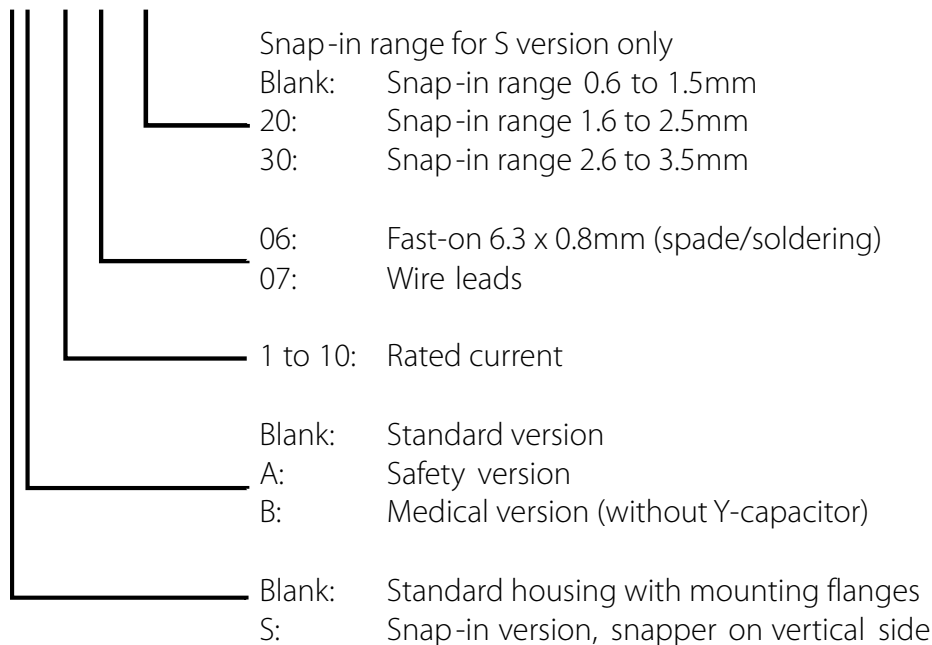 Snap-in range for S version only
Blank: Snap-in range 0.6 to 1.5mm
20: Snap-in range 1.6 to 2.5mm
30: Snap-in range 2.6 to 3.5mm
06: Fast-on 6.3 x 0.8mm (spade/soldering)
07: Wire leads
1 to 10: Rated current
Blank: Standard version
A: Safety version
B: Medical version (without Y-capacitor)
Blank: Standard housing with mounting flanges
S: Snap-in version, snapper on vertical side